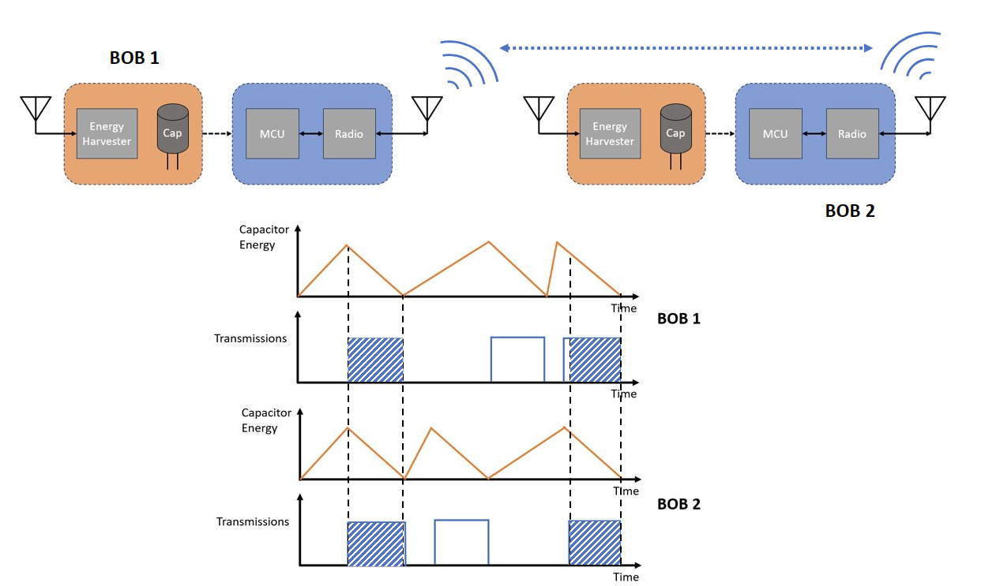 BOB 1
Energy
Harvester
Cap
MCU
Radio
Energy
Harvester
Cap
MCU
Radio
BOB 2
Capacitor
Energy
Time
BOB 1
Transmissions
Time
Capacitor
Energy
Time
BOB 2
Transmissions
Time